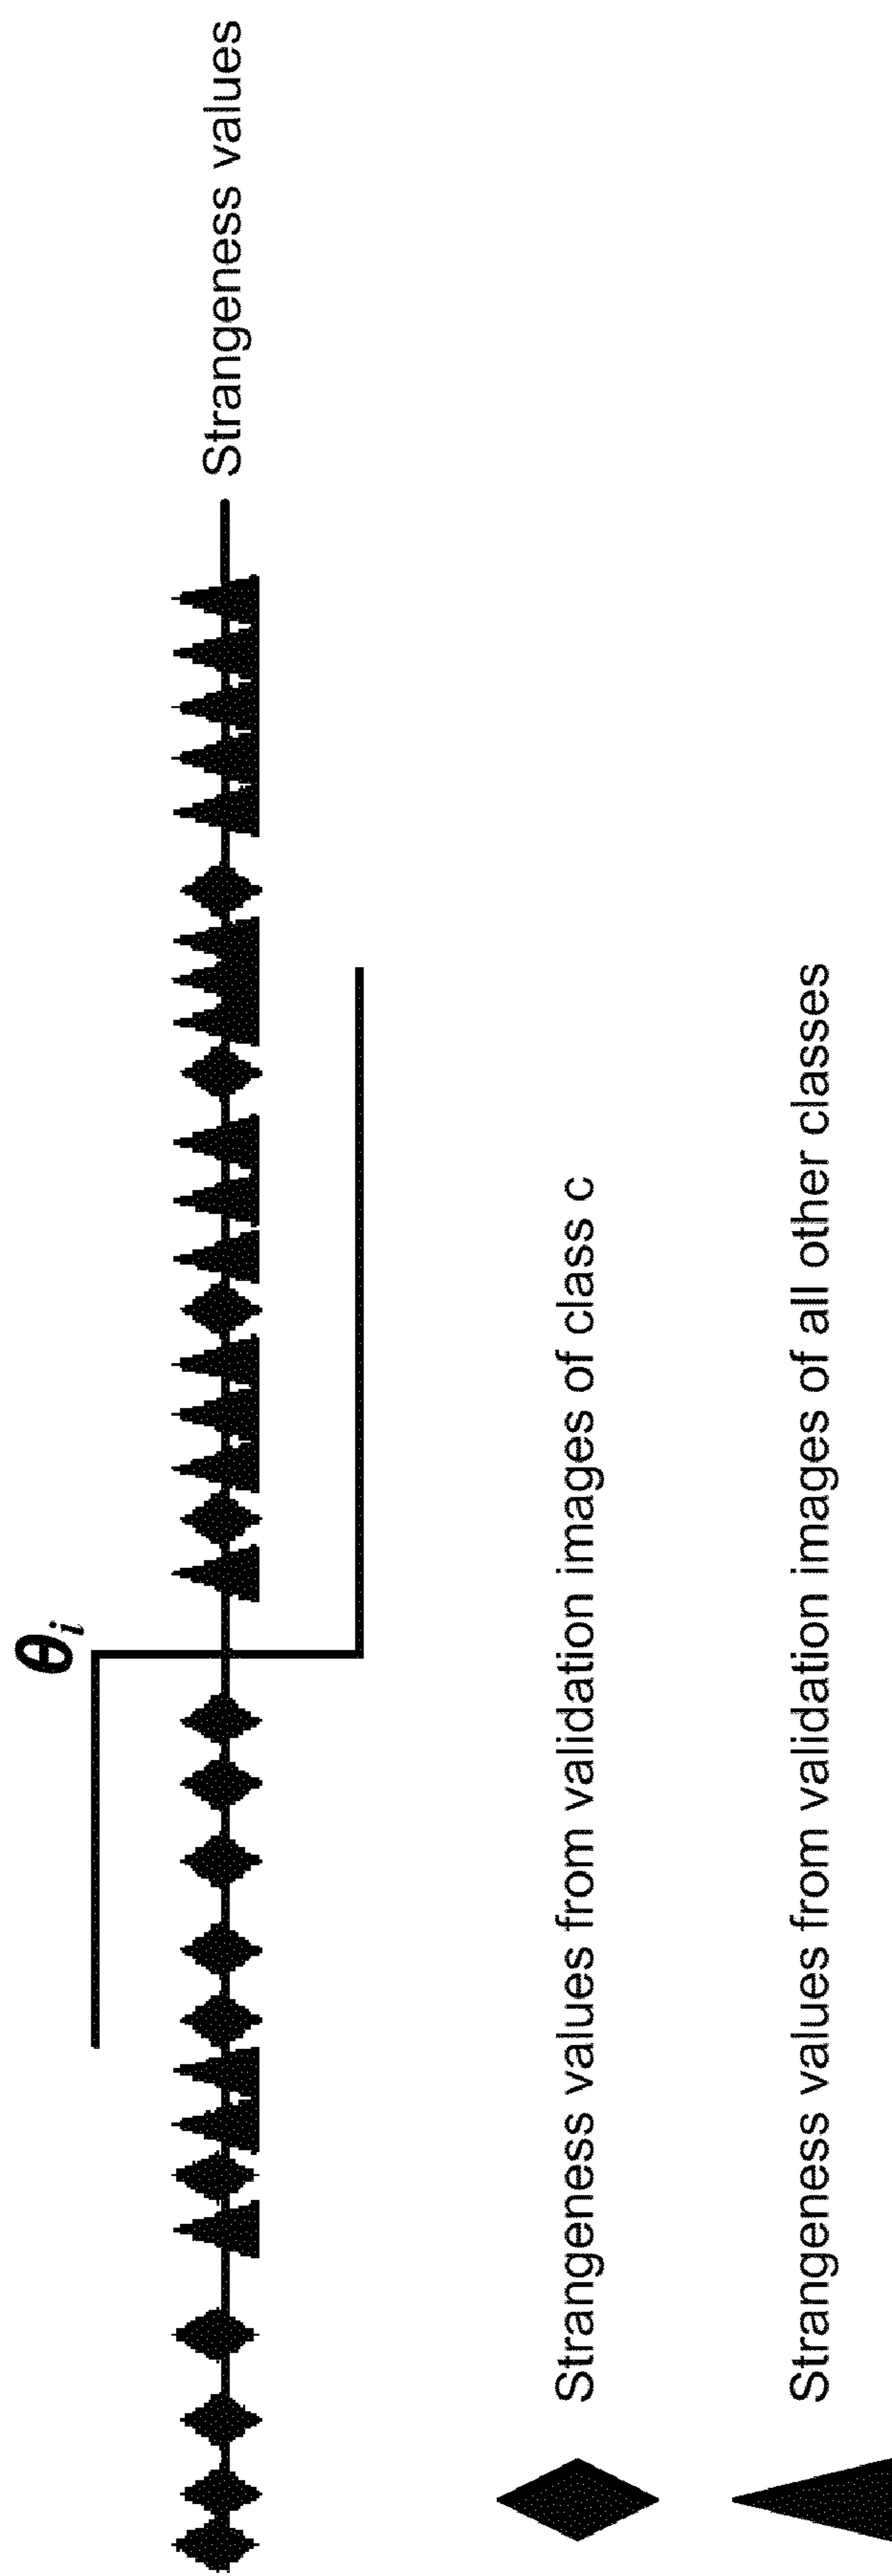 θi
Strangeness values
Strangeness values from validation images of class c
Strangeness values from validation images of all other classes